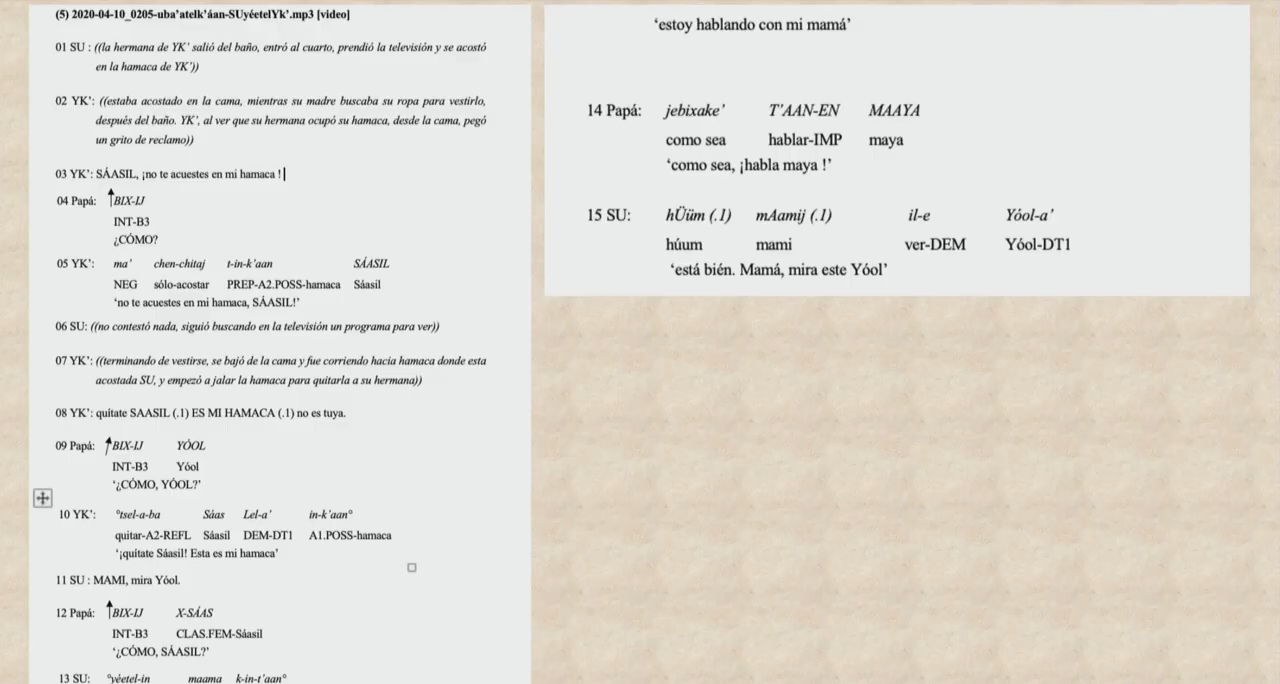 (5) 2020-04-10_0205-uba’atelk’áan-SUyéetelYk’.mp3 [video]
01 SU : ((la hermana de YK’ salió del baño, entró al cuarto, prendió la televisión y se acostó
en la hamaca de YK’))
02 YK’: ((estaba acostado en la cama, mientras su madre buscaba su ropa para vestirlo,
después del baño. YK’, al ver que su hermana ocupó su hamaca, desde la cama, pegó
un grito de reclamo))
03 YK’: SÁASIL, ¡no te acuestes en mi hamaca !
04 Papá: ↑BIX-IJ
INT-B3
¿CÓMO?
05 YK’: ma’ chen-chitaj t-in-k’aan SÁASIL
NEG sólo-acostar PREP-A2.POSS-hamaca Sáasil
‘no te acuestes en mi hamaca, SÁASIL!’
06 SU: ((no contestó nada, siguió buscando en la televisión un programa para ver))
07 YK’: ((terminando de vestirse, se bajó de la cama y fue corriendo hacia hamaca donde esta
acostada SU, y empezó a jalar la hamaca para quitarla a su hermana))
08 YK’: quítate SAASIL (.1) ES MI HAMACA (.1) no es tuya.
09 Papá: ↑BIX-IJ YÓOL
INT-B3 Yóol
‘¿CÓMO, YÓOL?’
10 YK’: °tsel-a-ba Sáas Lel-a’ in-k’aan°
quitar-A2-REFL Sáasil DEM-DT1 A1.POSS-hamaca
‘¡quítate Sáasil! Esta es mi hamaca’
11 SU : MAMI, mira Yóol.
12 Papá: ↑BIX-IJ X-SÁAS
INT-B3 CLAS.FEM-Sáasil
‘¿CÓMO, SÁASIL?’
13 SU: °yéetel-in maama k-in-t’aan°
‘estoy hablando con mi mamá’
14 Papá: jebixake’ T’AAN-EN MAAYA
como sea hablar-IMP maya
‘como sea, ¡habla maya !’
15 SU: hÜüm (.1) mAamij (.1) il-e Yóol-a’
húum mami ver-DEM Yóol-DT1
‘está bién. Mamá, mira este Yóol’